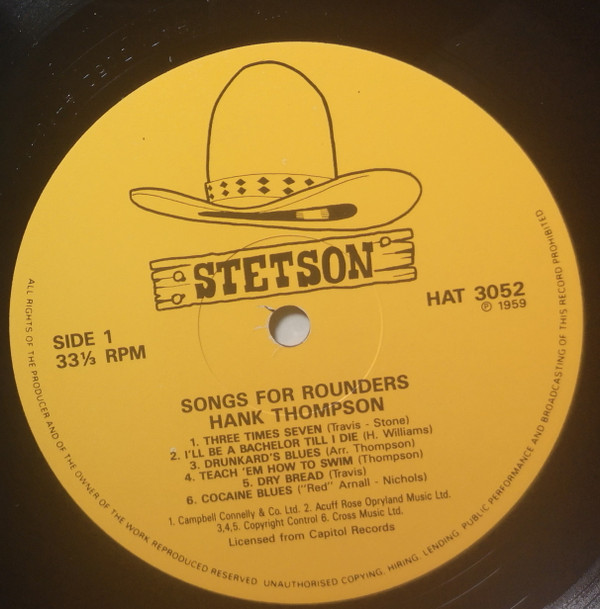 STETSON
SIDE 1
33⅓ RPM
HAT 3052
℗ 1959
SONGS FOR ROUNDERS
HANK THOMPSON
1. THREE TIMES SEVEN (Travis - Stone)
2. I'LL BE A BACHELOR TILL I DIE (H. Williams)
3. DRUNKARD'S BLUES (Arr. Thompson)
4. TEACH 'EM HOW TO SWIM (Thompson)
5. DRY BREAD (Travis)
6. COCAINE BLUES ("Red" Arnall - Nichols)
1. Campbell Connelly & Co. Ltd. 2. Acuff Rose Opryland Music Ltd.
3,4,5. Copyright Control 6. Cross Music Ltd.
Licensed from Capitol Records
ALL RIGHTS OF THE PRODUCER AND OF THE OWNER OF THE WORK REPRODUCED RESERVED. UNAUTHORISED COPYING, HIRING, LENDING, PUBLIC PERFORMANCE AND BROADCASTING OF THIS RECORD PROHIBITED